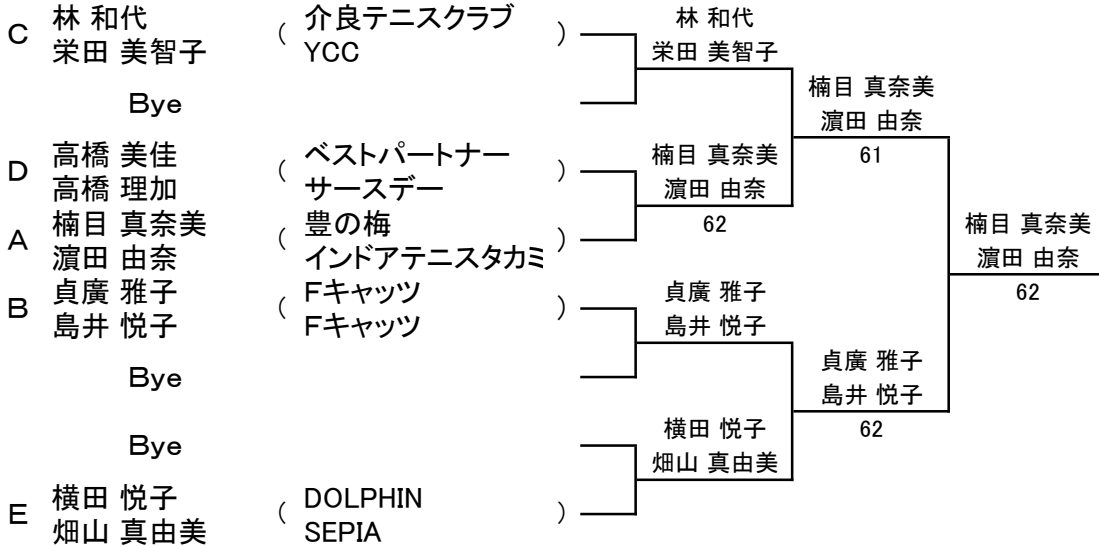 C 林 和代 ( 介良テニスクラブ )
栄田 美智子 YCC
Bye
D 高橋 美佳 ( ベストパートナー )
高橋 理加 サースデー
A 楠目 真奈美 ( 豊の梅 )
濵田 由奈 インドアテニスタカミ
B 貞廣 雅子 ( Fキャッツ )
島井 悦子 Fキャッツ
Bye
Bye
E 横田 悦子 ( DOLPHIN )
畑山 真由美 SEPIA
林 和代
栄田 美智子
楠目 真奈美
濵田 由奈
62
貞廣 雅子
島井 悦子
横田 悦子
畑山 真由美
楠目 真奈美
濵田 由奈
61
貞廣 雅子
島井 悦子
62
楠目 真奈美
濵田 由奈
62